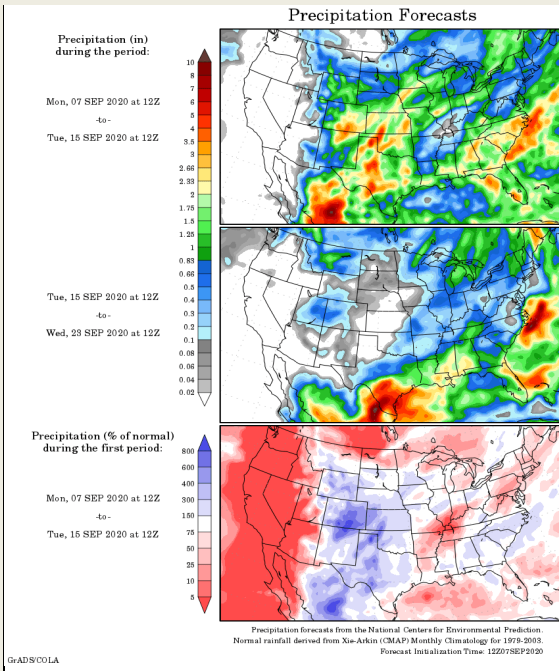 Precipitation Forecasts
Precipitation (in)
during the period:
Mon, 07 SEP 2020 at 12Z
-to-
Tue, 15 SEP 2020 at 12Z
10
8
7
6
5
4
3.5
3
2.66
2.33
2
1.75
1.5
1.25
1
0.83
0.66
0.5
0.4
0.3
0.2
0.1
0.08
0.06
0.04
0.02
Tue, 15 SEP 2020 at 12Z
-to-
Wed, 23 SEP 2020 at 12Z
Precipitation (% of normal)
during the first period:
Mon, 07 SEP 2020 at 12Z
-to-
Tue, 15 SEP 2020 at 12Z
800
600
400
300
150
75
50
25
10
5
Precipitation forecasts from the National Centers for Environmental Prediction.
Normal rainfall derived from Xie-Arkin (CMAP) Monthly Climatology for 1979-2003.
Forecast Initialization Time: 12Z07SEP2020
GrADS/COLA